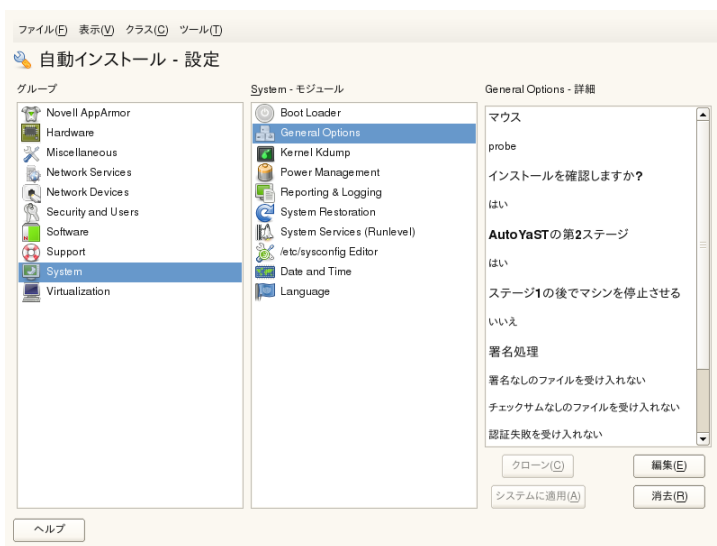 ファイル(F) 表示(V) クラス(C) ツール(T)
自動インストール - 設定
グループ
Novell AppArmor
Hardware
Miscellaneous
Network Services
Network Devices
Security and Users
Software
Support
System
Virtualization
System - モジュール
Boot Loader
General Options
Kernel Kdump
Power Management
Reporting & Logging
System Restoration
System Services (Runlevel)
/etc/sysconfig Editor
Date and Time
Language
General Options - 詳細
マウス
probe
インストールを確認しますか?
はい
AutoYaSTの第2ステージ
はい
ステージ1の後でマシンを停止させる
いいえ
署名処理
署名なしのファイルを受け入れない
チェックサムなしのファイルを受け入れない
認証失敗を受け入れない
クローン(C) 編集(E)
システムに適用(A) 消去(R)
ヘルプ